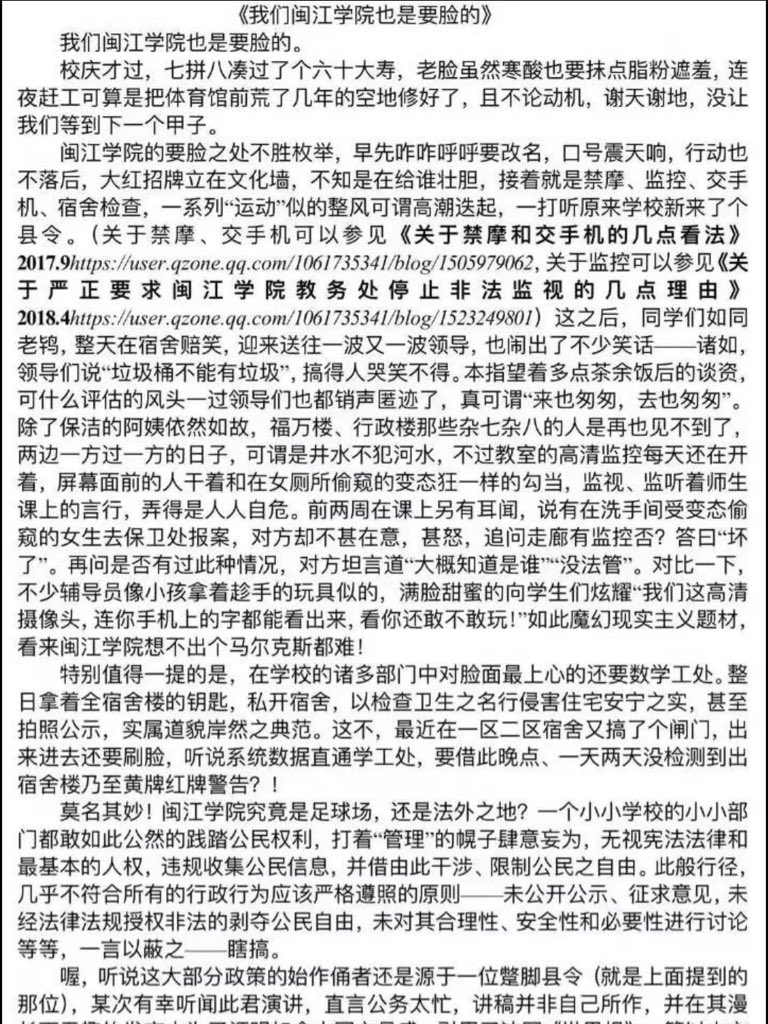 《我们闽江学院也是要脸的》
我们闽江学院也是要脸的。
校庆才过，七拼八凑过了个六十大寿，老脸虽然寒酸也要抹点脂粉遮羞，连
夜赶工可算是把体育馆前荒了几年的空地修好了，且不论动机，谢天谢地，没让
我们等到下一个甲子。
闽江学院的要脸之处不胜枚举，早先咋咋呼呼要改名，口号震天响，行动也
不落后，大红招牌立在文化墙，不知是在给谁壮胆，接着就是禁摩、监控、交手
机、宿舍检查，一系列“运动”似的整风可谓高潮迭起，一打听原来学校新来了个
县令。（关于禁摩、交手机可以参见《关于禁摩和交手机的几点看法》
2017.9https://user.qzone.qq.com/1061735341/blog/1505979062，关于监控可以参见《关
于严正要求闽江学院教务处停止非法监视的几点理由》
2018.4https://user.qzone.qq.com/1061735341/blog/1523249801）这之后，同学们如同
老鸨，整天在宿舍赔笑，迎来送往一波又一波领导，也闹出了不少笑话——诸如，
领导们说“垃圾桶不能有垃圾”，搞得人哭笑不得。本指望着多点茶余饭后的谈资，
可什么评估的风头一过领导们也都销声匿迹了，真可谓“来也匆匆，去也匆匆”。
除了保洁的阿姨依然如故，福万楼、行政楼那些杂七杂八的人是再也见不到了，
两边一方过一方的日子，可谓是井水不犯河水，不过教室的高清监控每天还在开
着，屏幕面前的人干着和在女厕所偷窥的变态狂一样的勾当，监视、监听着师生
课上的言行，弄得是人人自危。前两周在课上另有耳闻，说有在洗手间受变态偷
窥的女生去保卫处报案，对方却不甚在意，甚怒，追问走廊有监控否？答曰“坏
了”。再问是否有过此种情况，对方坦言道“大概知道是谁”“没法管”。对比一下，
不少辅导员像小孩拿着趁手的玩具似的，满脸甜蜜的向学生们炫耀“我们这高清
摄像头，连你手机上的字都能看出来，看你还敢不敢玩！”如此魔幻现实主义题材，
看来闽江学院想不出个马尔克斯都难！
特别值得一提的是，在学校的诸多部门中对脸面最上心的还要数学工处。整
日拿着全宿舍楼的钥匙，私开宿舍，以检查卫生之名行侵害住宅安宁之实，甚至
拍照公示，实属道貌岸然之典范。这不，最近在一区二区宿舍又搞了个闸门，出
来进去还要刷脸，听说系统数据直通学工处，要借此晚点、一天两天没检测到出
宿舍楼乃至黄牌红牌警告？！
莫名其妙！闽江学院究竟是足球场，还是法外之地？一个小小学校的小小部
门都敢如此公然的践踏公民权利，打着“管理”的幌子肆意妄为，无视宪法法律和
最基本的人权，违规收集公民信息，并借由此干涉、限制公民之自由。此般行径，
几乎不符合所有的行政行为应该严格遵照的原则——未公开公示、征求意见，未
经法律法规授权非法的剥夺公民自由，未对其合理性、安全性和必要性进行讨论
等等，一言以蔽之——瞎搞。
喔，听说这大部分政策的始作俑者还是源于一位蹩脚县令（就是上面提到的
那位），某次有幸听闻此君演讲，直言公务太忙，讲稿并非自己所作，并在其漫